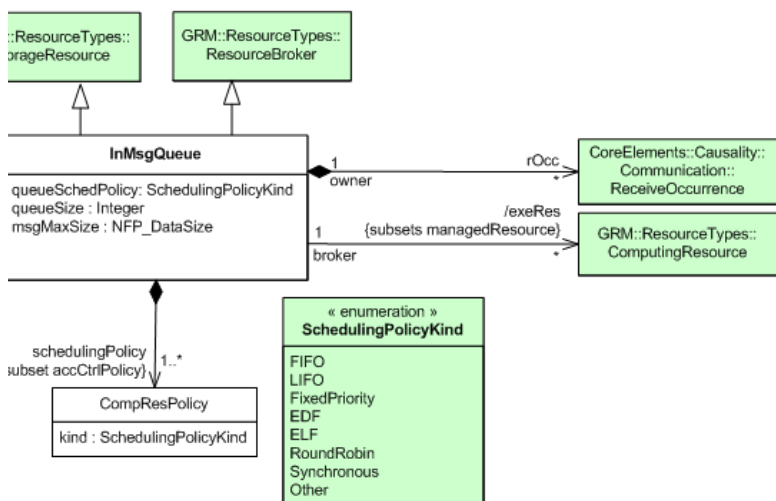 ::ResourceTypes::
orageResource
GRM::ResourceTypes::
ResourceBroker
InMsgQueue
queueSchedPolicy: SchedulingPolicyKind
queueSize : Integer
msgMaxSize : NFP_DataSize
1
owner
rOcc
*
CoreElements::Causality::
Communication::
ReceiveOccurrence
1
broker
/exeRes
{subsets managedResource}
*
GRM::ResourceTypes::
ComputingResource
schedulingPolicy
subset accCtrlPolicy}
1..*
CompResPolicy
kind : SchedulingPolicyKind
« enumeration »
SchedulingPolicyKind
FIFO
LIFO
FixedPriority
EDF
ELF
RoundRobin
Synchronous
Other